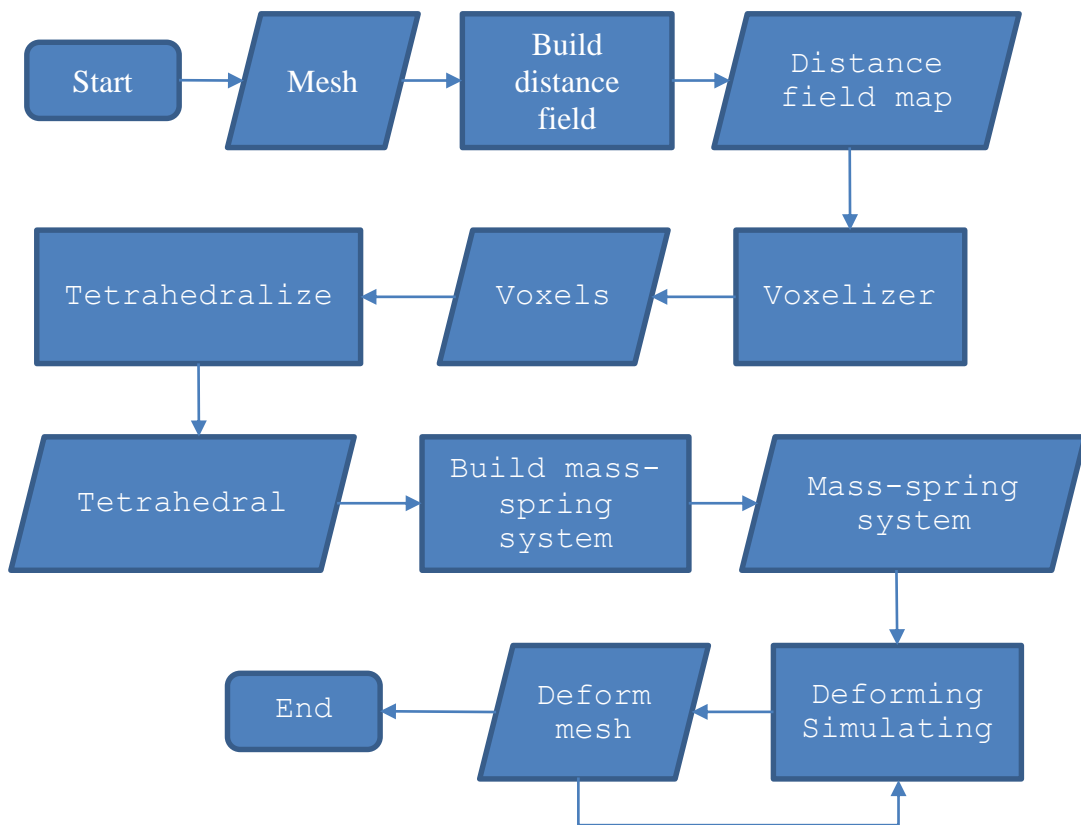 Start
Mesh
Build
distance
field
Distance
field map
Voxelizer
Voxels
Tetrahedralize
Tetrahedral
Build mass-
spring
system
Mass-spring
system
Deforming
Simulating
Deform
mesh
End